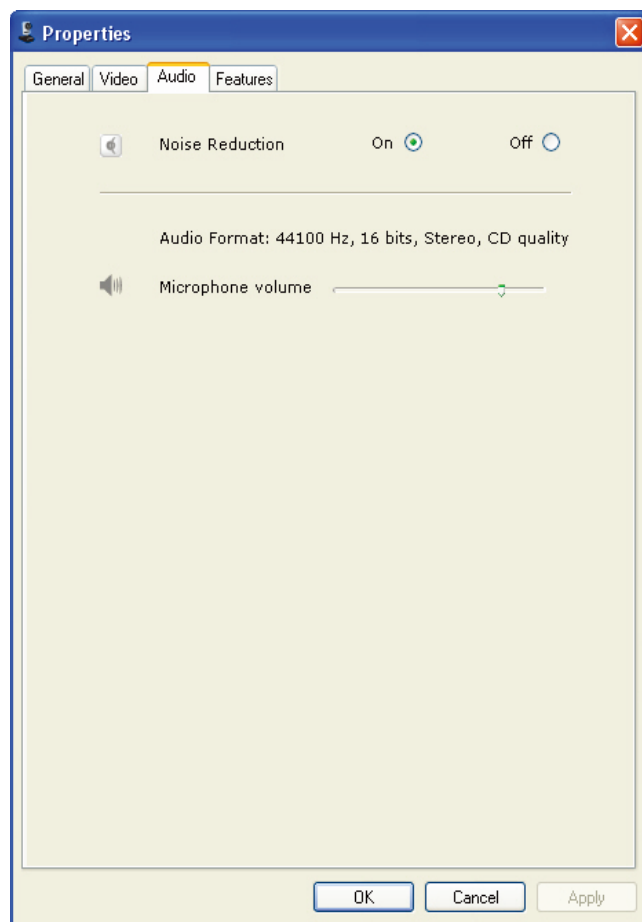 Properties
General Video Audio Features
Noise Reduction On Off
Audio Format: 44100 Hz, 16 bits, Stereo, CD quality
Microphone volume
OK Cancel Apply